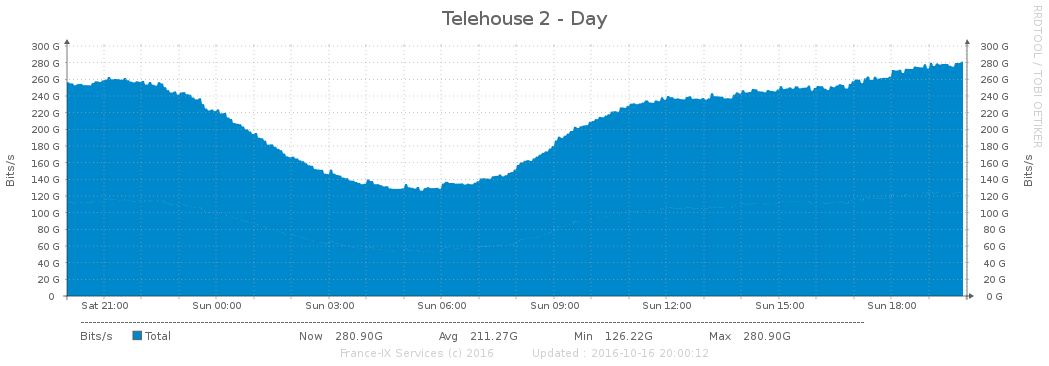 Telehouse 2 - Day
RRDTOOL / TOBI OETIKER
300 G 300 G
280 G 280 G
260 G 260 G
240 G 240 G
220 G 220 G
200 G 200 G
180 G 180 G
160 G 160 G
140 G 140 G
120 G 120 G
100 G 100 G
80 G 80 G
60 G 60 G
40 G 40 G
20 G 20 G
0 0 G
Bits/s
Bits/s
Sat 21:00 Sun 00:00 Sun 03:00 Sun 06:00 Sun 09:00 Sun 12:00 Sun 15:00 Sun 18:00
Bits/s Total Now 280.90G Avg 211.27G Min 126.22G Max 280.90G
France-IX Services (c) 2016 Updated : 2016-10-16 20:00:12